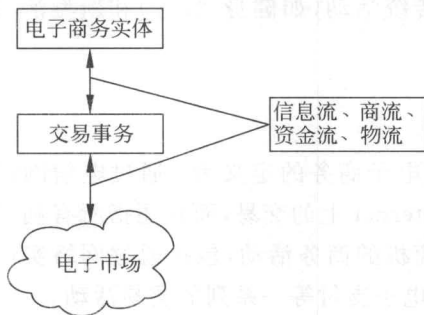 电子商务实体
交易事务
信息流、商流、
资金流、物流
电子市场